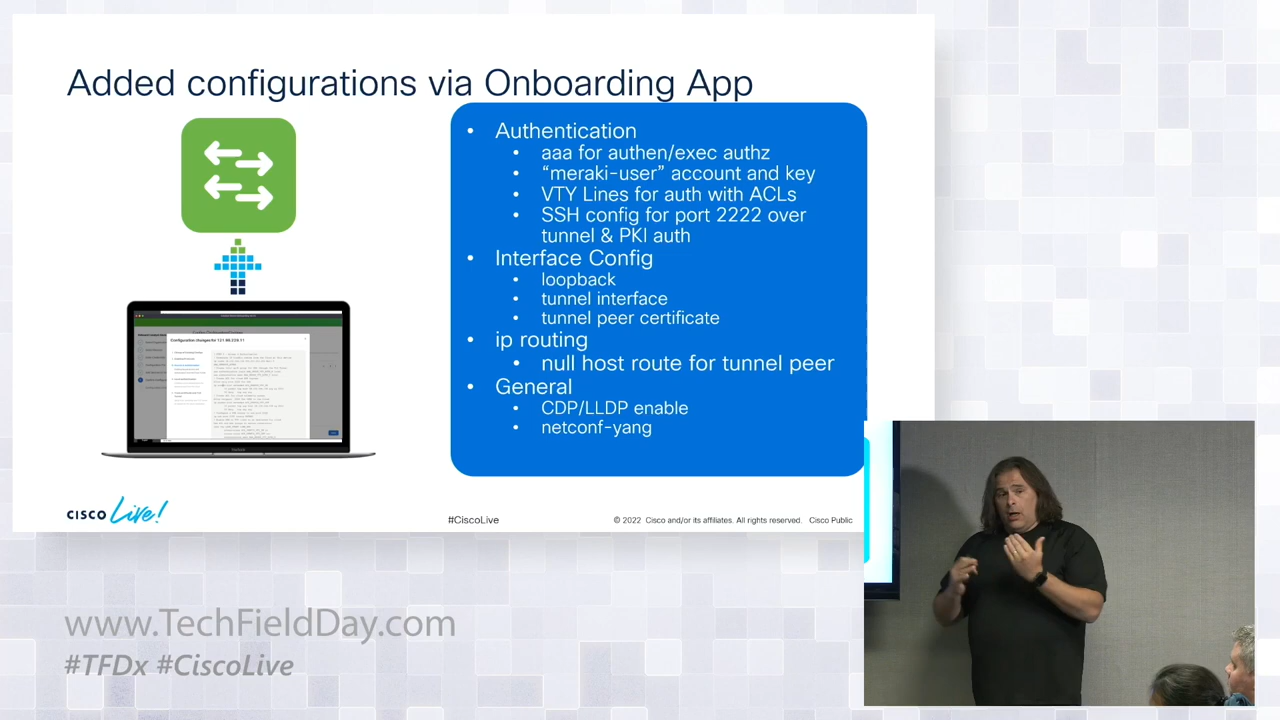 Added configurations via Onboarding App
• Authentication
• aaa for authen/exec authz
• “meraki-user” account and key
• VTY Lines for auth with ACLs
• SSH config for port 2222 over
tunnel & PKI auth
• Interface Config
• loopback
• tunnel interface
• tunnel peer certificate
• ip routing
• null host route for tunnel peer
• General
• CDP/LLDP enable
• netconf-yang
CISCO Live!
#CiscoLive
© 2022 Cisco and/or its affiliates. All rights reserved. Cisco Public
www.TechFieldDay.com
#TFDx #CiscoLive